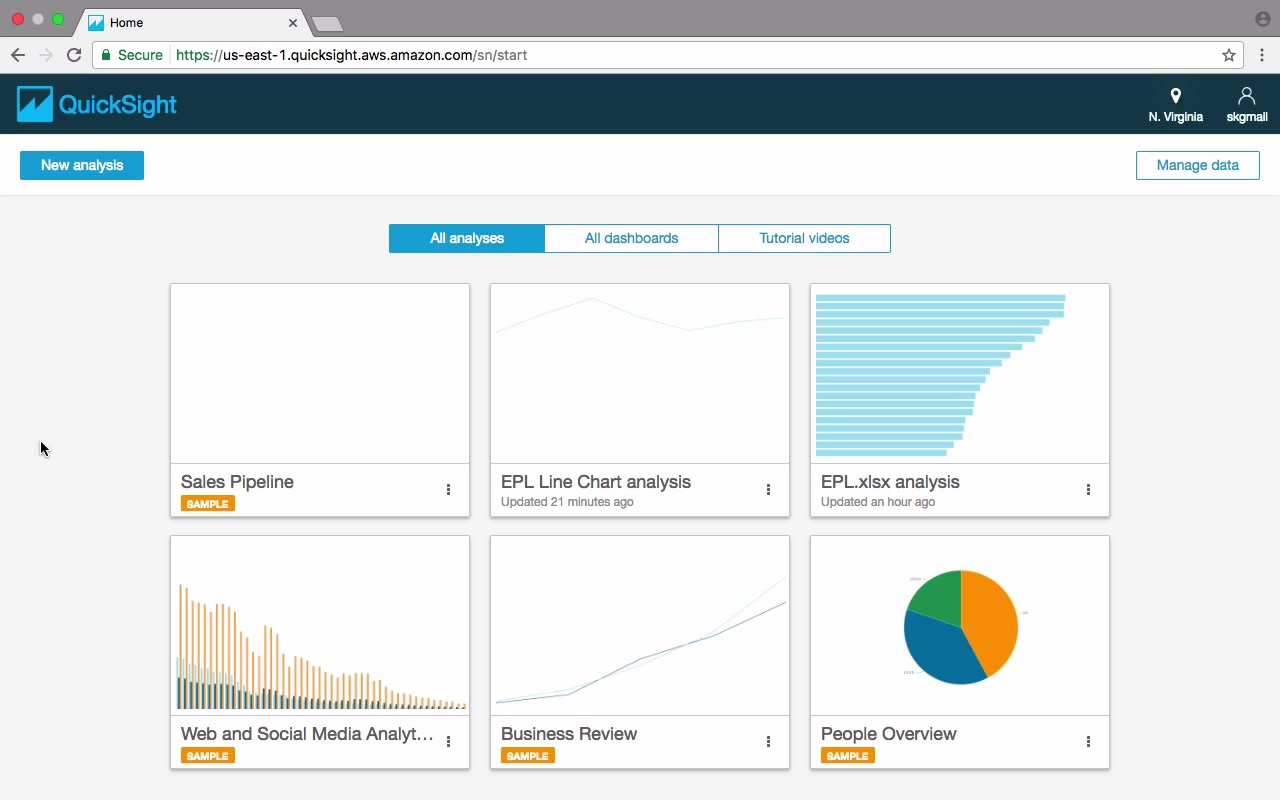 Home
Secure
https://us-east-1.quicksight.aws.amazon.com/sn/start
QuickSight
N. Virginia
skgmail
New analysis
Manage data
All analyses
All dashboards
Tutorial videos
Sales Pipeline
SAMPLE
EPL Line Chart analysis
Updated 21 minutes ago
EPL.xlsx analysis
Updated an hour ago
Web and Social Media Analyt...
SAMPLE
Business Review
SAMPLE
People Overview
SAMPLE